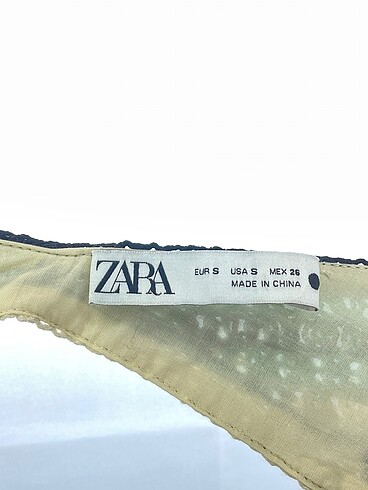 ZARA
EUR S USA S MEX 26
MADE IN CHINA